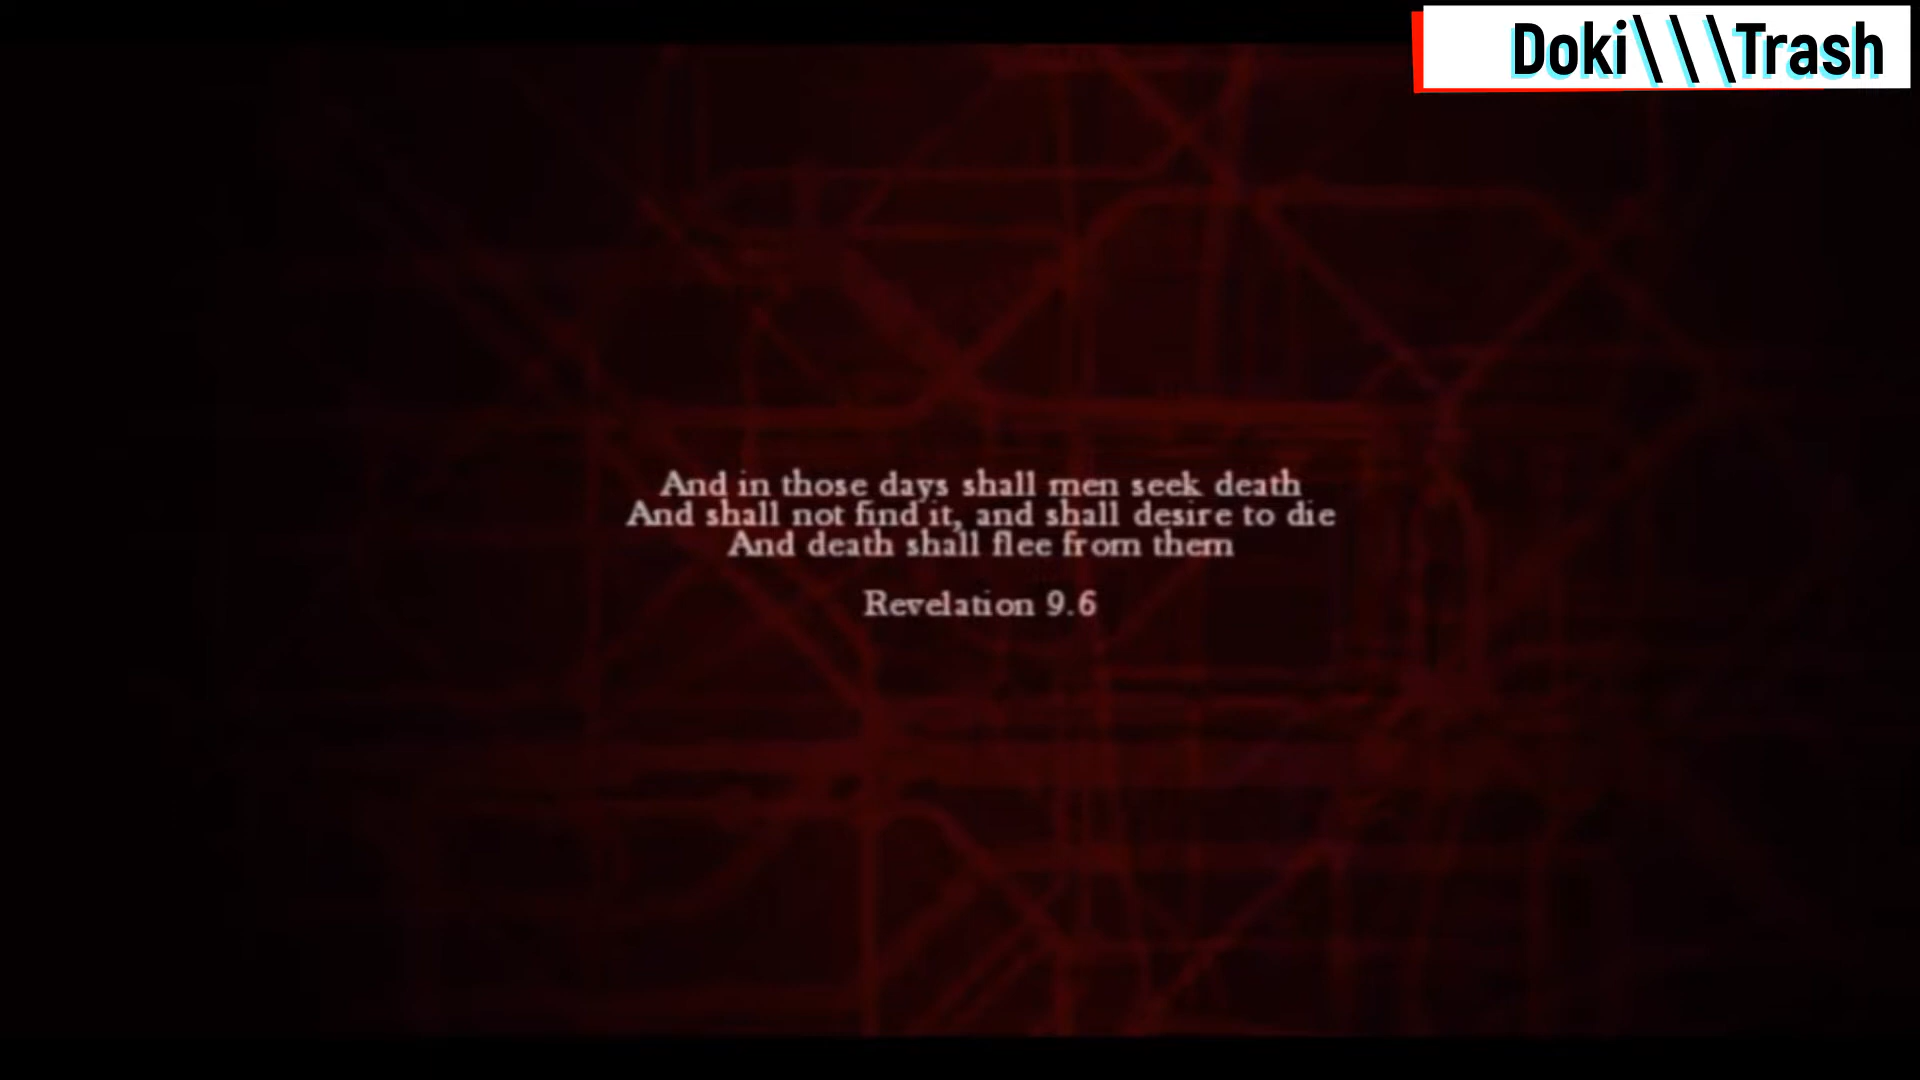 Doki\\\Trash
And in those days shall men seek death
And shall not find it, and shall desire to die
And death shall flee from them
Revelation 9.6